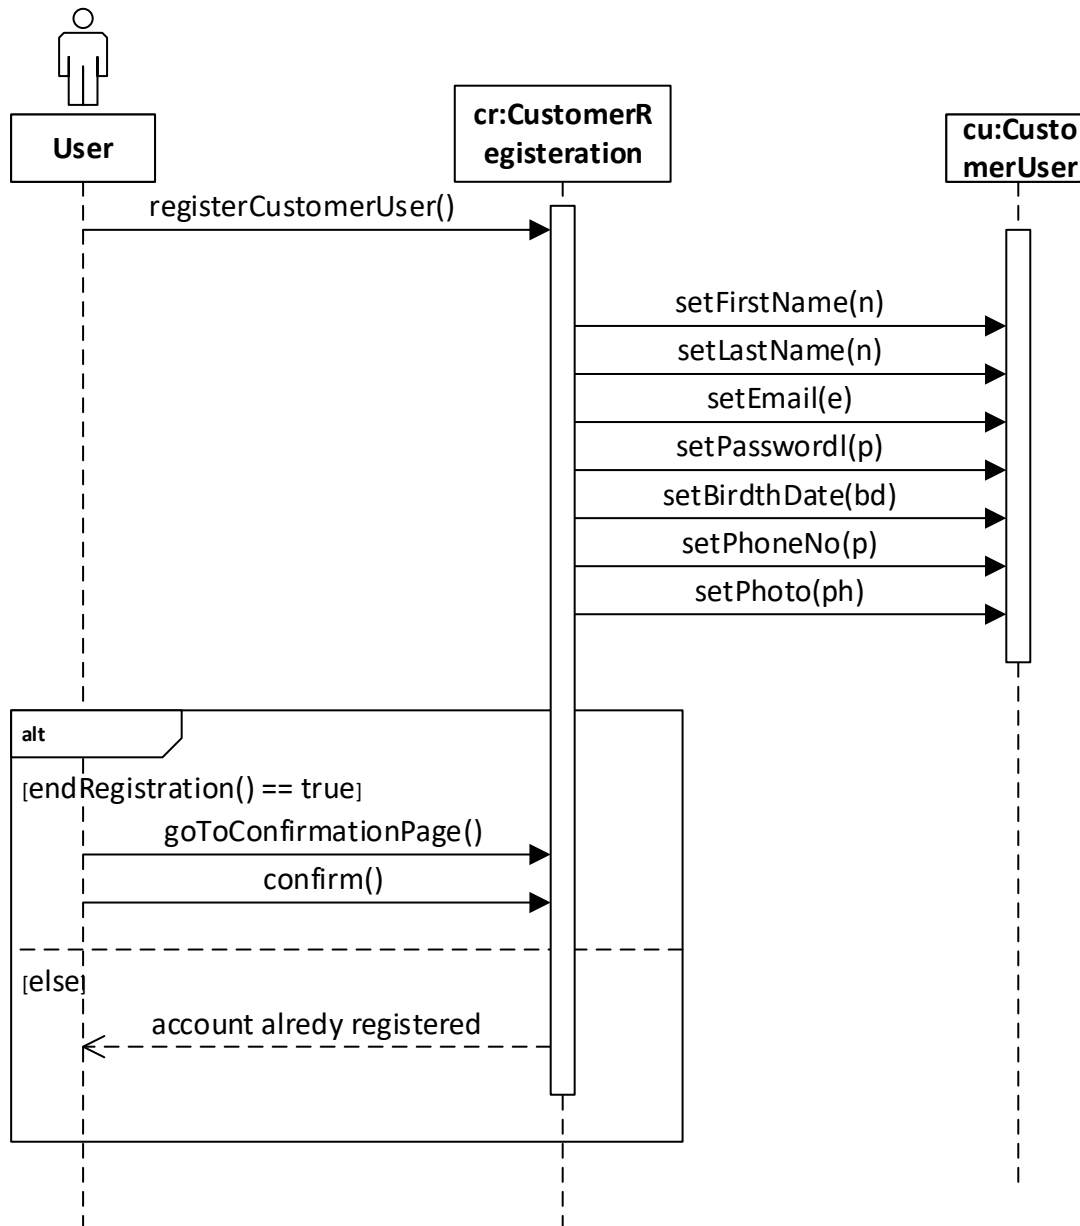 User
cr:CustomerR
egisteration
cu:Custo
merUser
registerCustomerUser()
setFirstName(n)
setLastName(n)
setEmail(e)
setPasswordl(p)
setBirdthDate(bd)
setPhoneNo(p)
setPhoto(ph)
alt
[endRegistration() == true]
goToConfirmationPage()
confirm()
[else]
account alredy registered